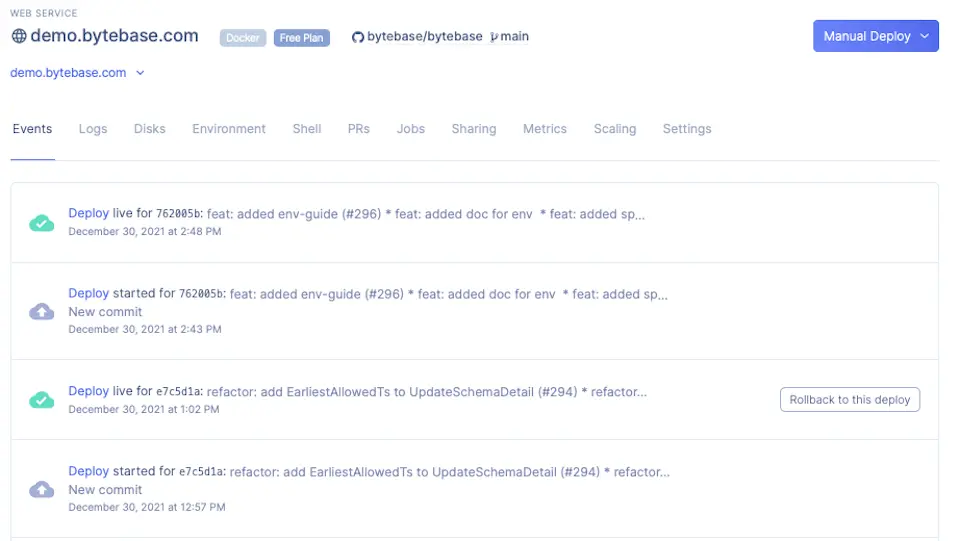 WEB SERVICE
demo.bytebase.com Docker Free Plan bytebase/bytebase main Manual Deploy
demo.bytebase.com
Events Logs Disks Environment Shell PRs Jobs Sharing Metrics Scaling Settings
Deploy live for 762005b: feat: added env-guide (#296) * feat: added doc for env * feat: added sp...
December 30, 2021 at 2:48 PM
Deploy started for 762005b: feat: added env-guide (#296) * feat: added doc for env * feat: added sp...
New commit
December 30, 2021 at 2:43 PM
Deploy live for e7c5d1a: refactor: add EarliestAllowedTs to UpdateSchemaDetail (#294) * refactor...
December 30, 2021 at 1:02 PM
Rollback to this deploy
Deploy started for e7c5d1a: refactor: add EarliestAllowedTs to UpdateSchemaDetail (#294) * refactor...
New commit
December 30, 2021 at 12:57 PM